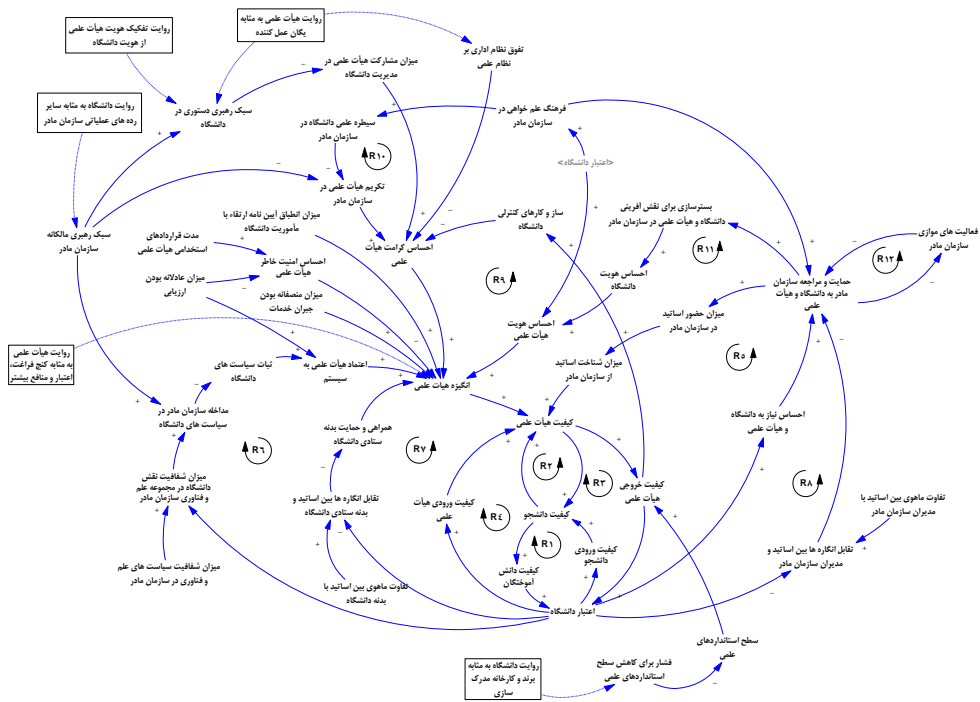 روایت تفکیک هویت هیأت علمی
از هویت دانشگاه
روایت هیأت علمی به مثابه
یگان عمل کننده
تفوق نظام اداری بر
نظام علمی
میزان مشارکت هیأت علمی در
مدیریت دانشگاه
روایت دانشگاه به مثابه سایر
رده های عملیاتی سازمان مادر
سبک رهبری دستوری در
دانشگاه
سیطره علمی دانشگاه در
سازمان مادر
فرهنگ علم خواهی در
سازمان مادر
R10
<اعتبار دانشگاه>
تکریم هیأت علمی در
سازمان مادر
سبک رهبری مالکانه
سازمان مادر
میزان انطباق آیین نامه ارتقاء با
مأموریت دانشگاه
ساز و کارهای کنترلی
دانشگاه
بسترسازی برای نقش آفرینی
دانشگاه و هیأت علمی در سازمان مادر
فعالیت های موازی
سازمان مادر
مدت قراردادهای
استخدامی هیأت علمی
احساس امنیت خاطر
هیأت علمی
احساس کرامت هیأت
علمی
R11
R12
R9
احساس هویت
دانشگاه
حمایت و مراجعه سازمان
مادر به دانشگاه و هیأت
علمی
میزان عادلانه بودن
ارزیابی
میزان منصفانه بودن
جبران خدمات
میزان حضور اساتید
در سازمان مادر
احساس هویت
هیأت علمی
روایت هیأت علمی
به مثابه کنج فراغت،
اعتبار و منافع بیشتر
ثبات سیاست های
دانشگاه
اعتماد هیأت علمی به
سیستم
انگیزه هیات علمی
میزان شناخت اساتید
از سازمان مادر
R5
مداخله سازمان مادر در
سیاست های دانشگاه
همراهی و حمایت بدنه
ستادی دانشگاه
کیفیت هیأت علمی
احساس نیاز به دانشگاه
و هیأت علمی
R6
R7
R2
R3
R8
میزان شفافیت نقش
دانشگاه در مجموعه علم
و فناوری سازمان مادر
تقابل انگاره ها بین اساتید و
بدنه ستادی دانشگاه
کیفیت ورودی هیأت
علمی
کیفیت خروجی
هیأت علمی
تفاوت ماهوی بین اساتید با
مدیران سازمان مادر
R4
کیفیت دانشجو
R1
کیفیت ورودی
دانشجو
تقابل انگاره ها بین اساتید و
مدیران سازمان مادر
میزان شفافیت سیاست های علم
و فناوری در سازمان مادر
تفاوت ماهوی بین اساتید با
بدنه دانشگاه
کیفیت دانش
آموختگان
اعتبار دانشگاه
سطح استانداردهای
علمی
روایت دانشگاه به مثابه
برند و کارخانه مدرک
سازی
فشار برای کاهش سطح
استانداردهای علمی